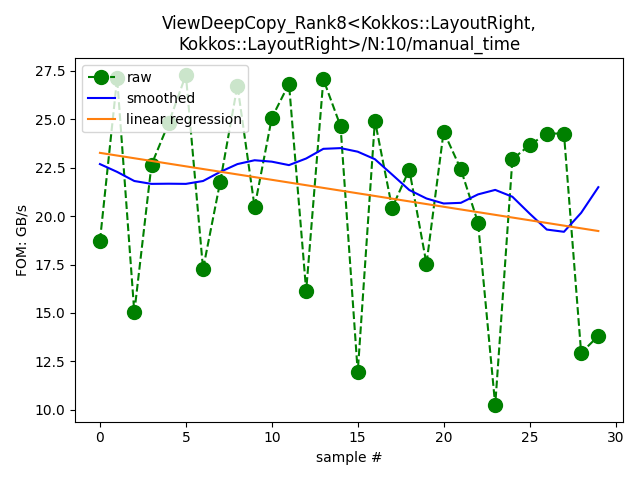 ViewDeepCopy_Rank8<Kokkos::LayoutRight,
Kokkos::LayoutRight>/N:10/manual_time
27.5
25.0
22.5
20.0
17.5
15.0
12.5
10.0
FOM: GB/s
raw
smoothed
linear regression
0
5
10
15
20
25
30
sample #